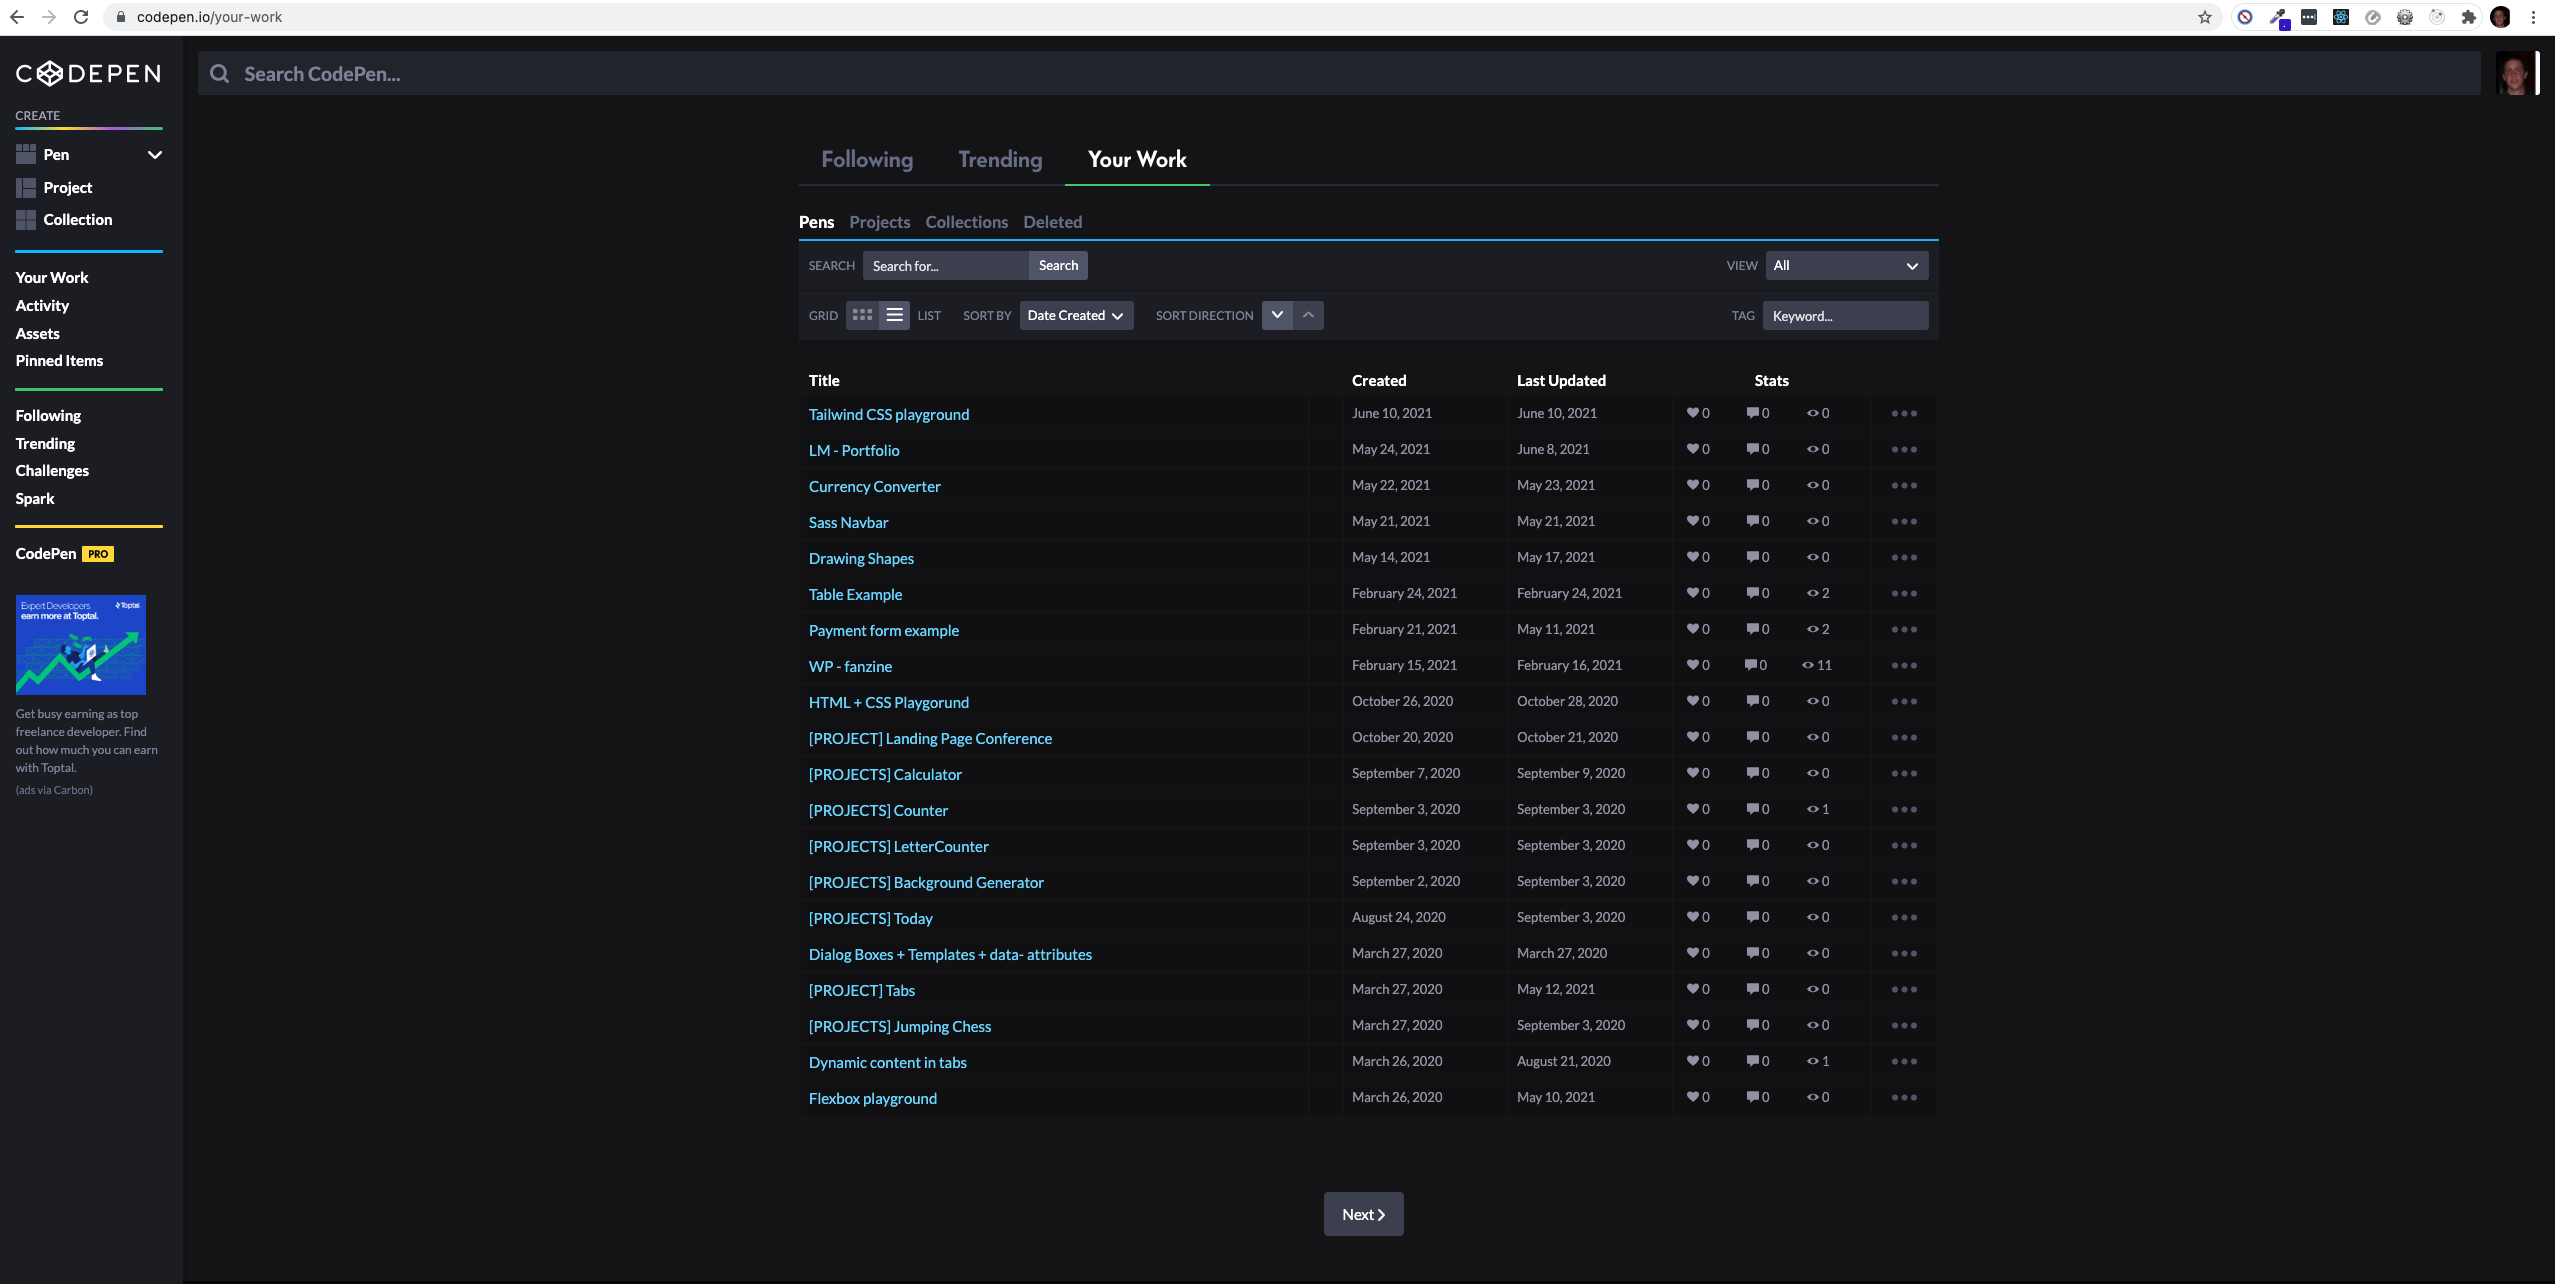 codepen.io/your-work
CODEPEN
Search CodePen...
CREATE
Pen
Project
Collection
Your Work
Activity
Assets
Pinned Items
Following
Trending
Challenges
Spark
CodePen PRO
Expert Developers
earn more at Toptal.
Toptal
Get busy earning as top
freelance developer. Find
out how much you can earn
with Toptal.
(ads via Carbon)
Following Trending Your Work
Pens Projects Collections Deleted
SEARCH Search for... Search VIEW All
GRID LIST SORT BY Date Created SORT DIRECTION TAG Keyword...
Title Created Last Updated Stats
Tailwind CSS playground June 10, 2021 June 10, 2021 0 0 0
LM - Portfolio May 24, 2021 June 8, 2021 0 0 0
Currency Converter May 22, 2021 May 23, 2021 0 0 0
Sass Navbar May 21, 2021 May 21, 2021 0 0 0
Drawing Shapes May 14, 2021 May 17, 2021 0 0 0
Table Example February 24, 2021 February 24, 2021 0 0 2
Payment form example February 21, 2021 May 11, 2021 0 0 2
WP - fanzine February 15, 2021 February 16, 2021 0 0 11
HTML + CSS Playgorund October 26, 2020 October 28, 2020 0 0 0
[PROJECT] Landing Page Conference October 20, 2020 October 21, 2020 0 0 0
[PROJECTS] Calculator September 7, 2020 September 9, 2020 0 0 0
[PROJECTS] Counter September 3, 2020 September 3, 2020 0 0 1
[PROJECTS] LetterCounter September 3, 2020 September 3, 2020 0 0 0
[PROJECTS] Background Generator September 2, 2020 September 3, 2020 0 0 0
[PROJECTS] Today August 24, 2020 September 3, 2020 0 0 0
Dialog Boxes + Templates + data- attributes March 27, 2020 March 27, 2020 0 0 0
[PROJECT] Tabs March 27, 2020 May 12, 2021 0 0 0
[PROJECTS] Jumping Chess March 27, 2020 September 3, 2020 0 0 0
Dynamic content in tabs March 26, 2020 August 21, 2020 0 0 1
Flexbox playground March 26, 2020 May 10, 2021 0 0 0
Next